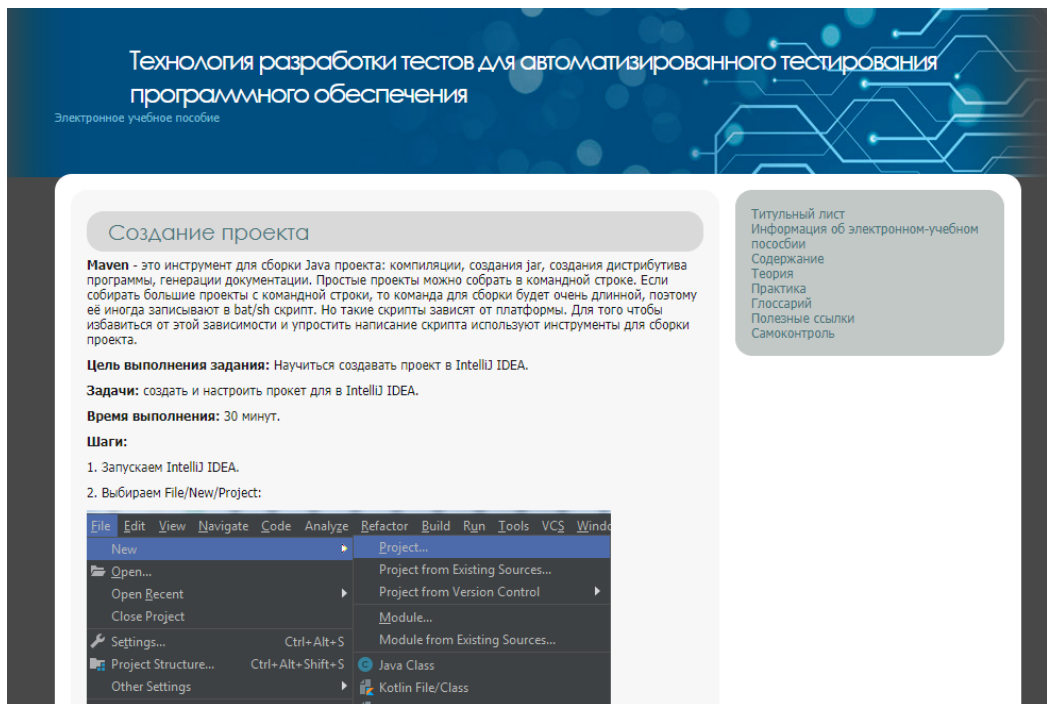 Технология разработки тестов для автоматизированного тестирования
программного обеспечения
Электронное учебное пособие
Создание проекта
Maven - это инструмент для сборки Java проекта: компиляции, создания jar, создания дистрибутива
программы, генерации документации. Простые проекты можно собрать в командной строке. Если
собирать большие проекты с командной строки, то команда для сборки будет очень длинной, поэтому
её иногда записывают в bat/sh скрипт. Но такие скрипты зависят от платформы. Для того чтобы
избавиться от этой зависимости и упростить написание скрипта используют инструменты для сборки
проекта.
Цель выполнения задания: Научиться создавать проект в IntelliJ IDEA.
Задачи: создать и настроить прокет для в IntelliJ IDEA.
Время выполнения: 30 минут.
Шаги:
1. Запускаем IntelliJ IDEA.
2. Выбираем File/New/Project:
File Edit View Navigate Code Analyze Refactor Build Run Tools VCS
New
Open...
Open Recent
Close Project
Settings... Ctrl+Alt+S
Project Structure... Ctrl+Alt+Shift+S
Other Settings
Project...
Project from Existing Sources...
Project from Version Control
Module...
Module from Existing Sources...
Java Class
Kotlin File/Class
Титульный лист
Информация об электронном-учебном
пососбии
Содержание
Теория
Практика
Глоссарий
Полезные ссылки
Самоконтроль